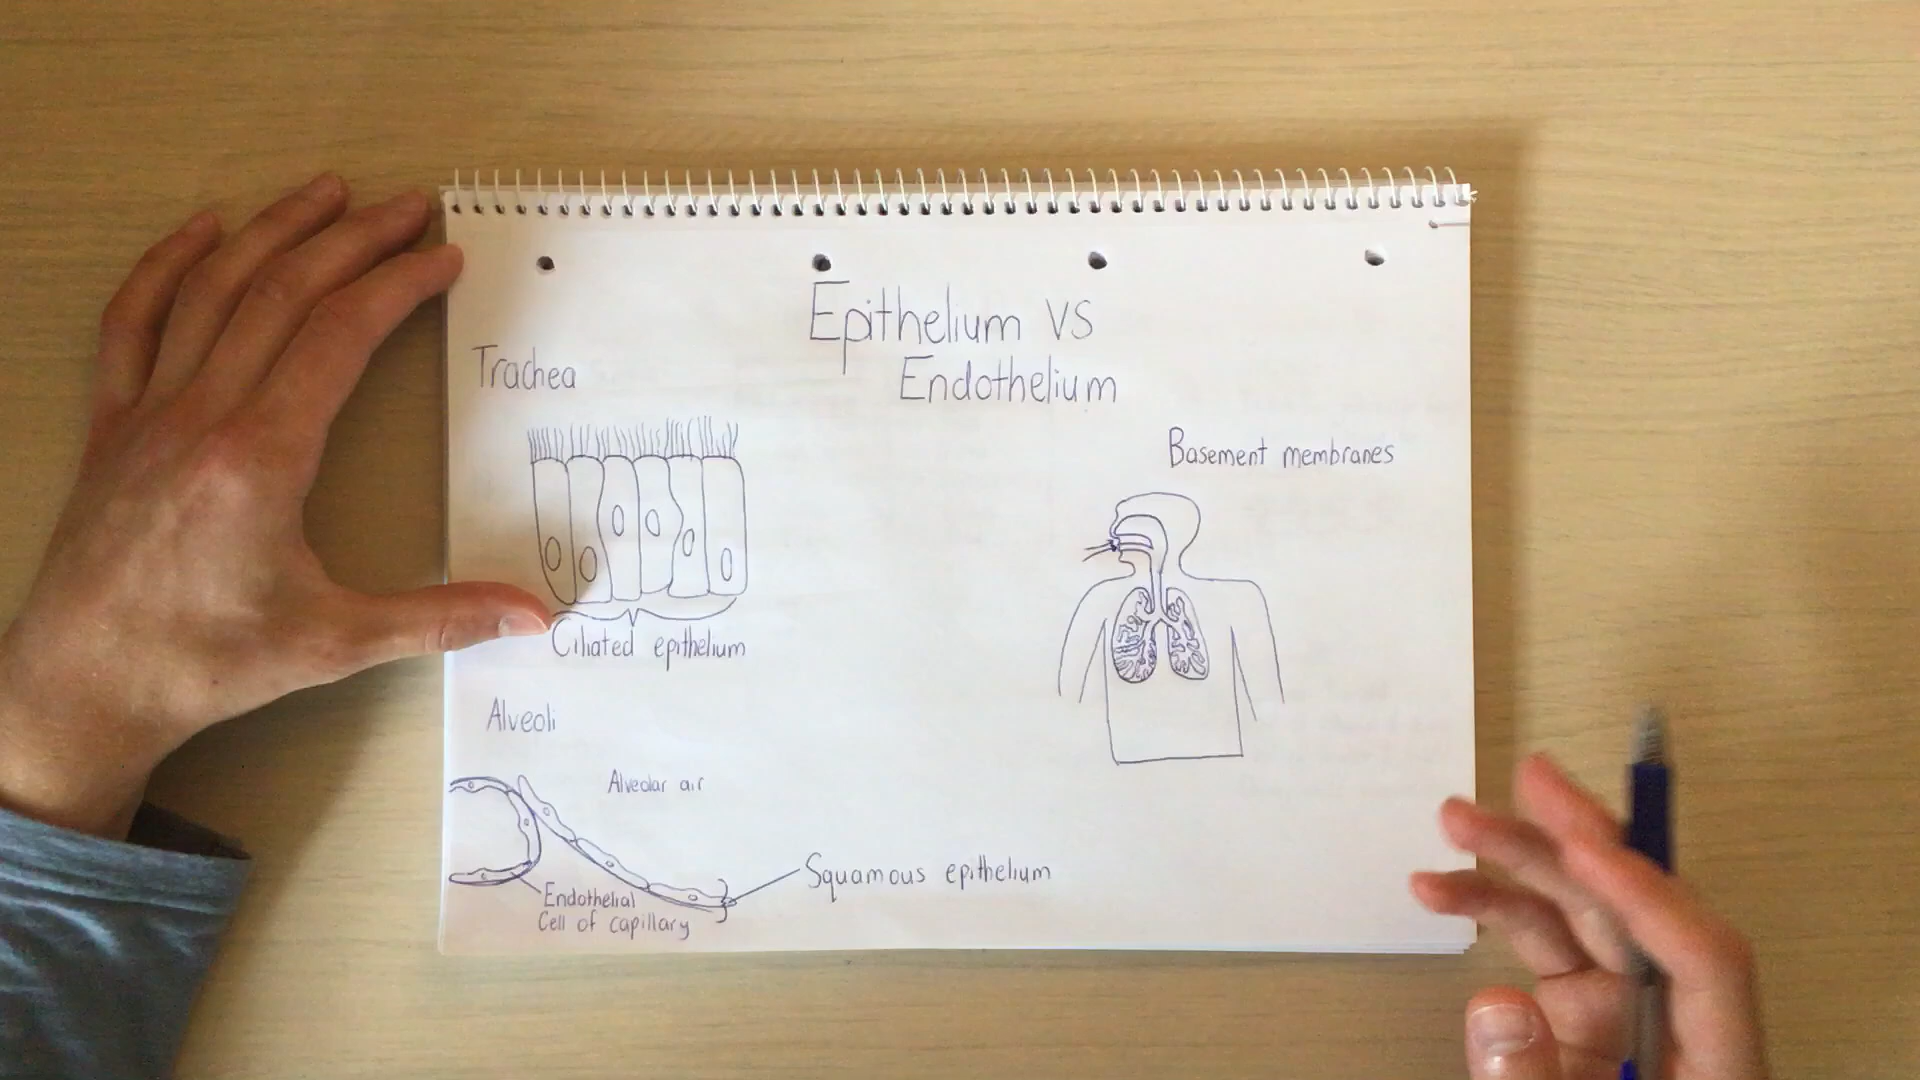 Epithelium VS
Endothelium
Trachea
Basement membranes
Ciliated epithelium
Alveoli
Alveolar air
Squamous epithelium
Endothelial
Cell of capillary